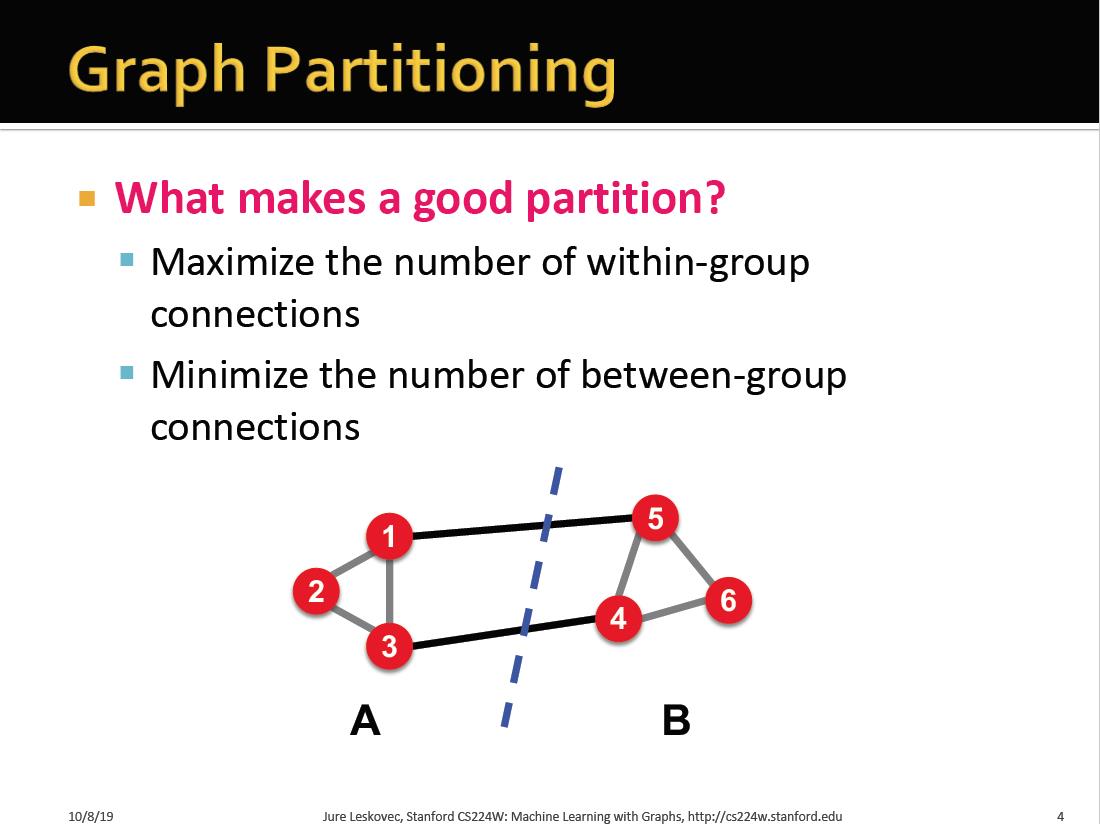 Graph Partitioning
What makes a good partition?
Maximize the number of within-group
connections
Minimize the number of between-group
connections
1
5
2
6
4
3
A
B
10/8/19
Jure Leskovec, Stanford CS224W: Machine Learning with Graphs, http://cs224w.stanford.edu
4